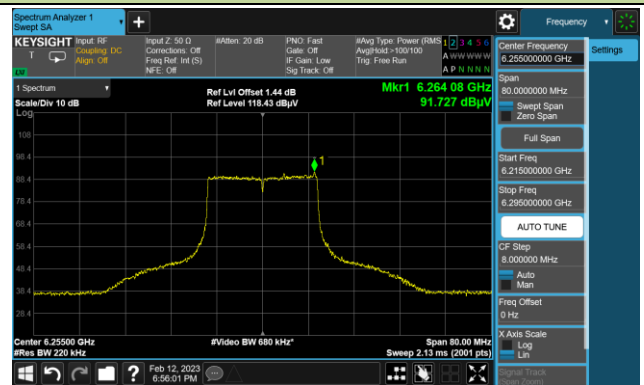 Spectrum Analyzer 1
Swept SA
Frequency
KEYSIGHT
Input: RF
Coupling: DC
Align: Off
Input Z: 50 Ω
Corrections: Off
Freq Ref: Int (S)
NFE: Off
#Atten: 20 dB
PNO: Fast
Gate: Off
IF Gain: Low
Sig Track: Off
#Avg Type: Power (RMS
Avg|Hold:>100/100
Trig: Free Run
1 2 3 4 5 6
A W W W W W
A P N N N N
T
1 Spectrum
Scale/Div 10 dB
Log
Ref Lvl Offset 1.44 dB
Ref Level 118.43 dBµV
Mkr1 6.264 08 GHz
91.727 dBµV
108
98.4
88.4
78.4
68.4
58.4
48.4
38.4
28.4
1
Center 6.25500 GHz
#Res BW 220 kHz
#Video BW 680 kHz*
Span 80.00 MHz
Sweep 2.13 ms (2001 pts)
Feb 12, 2023
6:56:01 PM
Center Frequency
6.255000000 GHz
Settings
Span
80.0000000 MHz
Swept Span
Zero Span
Full Span
Start Freq
6.215000000 GHz
Stop Freq
6.295000000 GHz
AUTO TUNE
CF Step
8.000000 MHz
Auto
Man
Freq Offset
0 Hz
X Axis Scale
Log
Lin
Signal Track
(Span Zoom)